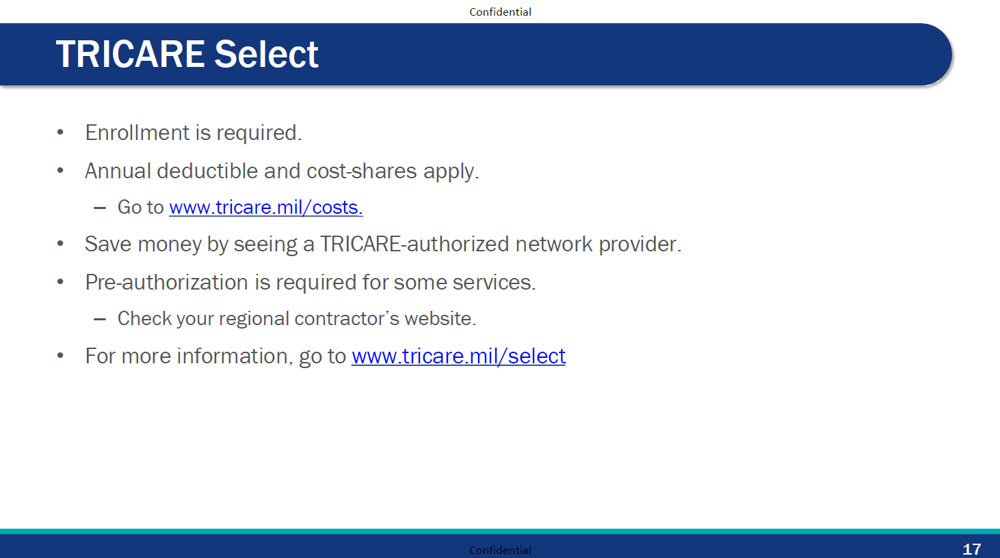 Confidential
TRICARE Select
• Enrollment is required.
• Annual deductible and cost-shares apply.
– Go to www.tricare.mil/costs.
• Save money by seeing a TRICARE-authorized network provider.
• Pre-authorization is required for some services.
– Check your regional contractor’s website.
• For more information, go to www.tricare.mil/select
Confidential
17